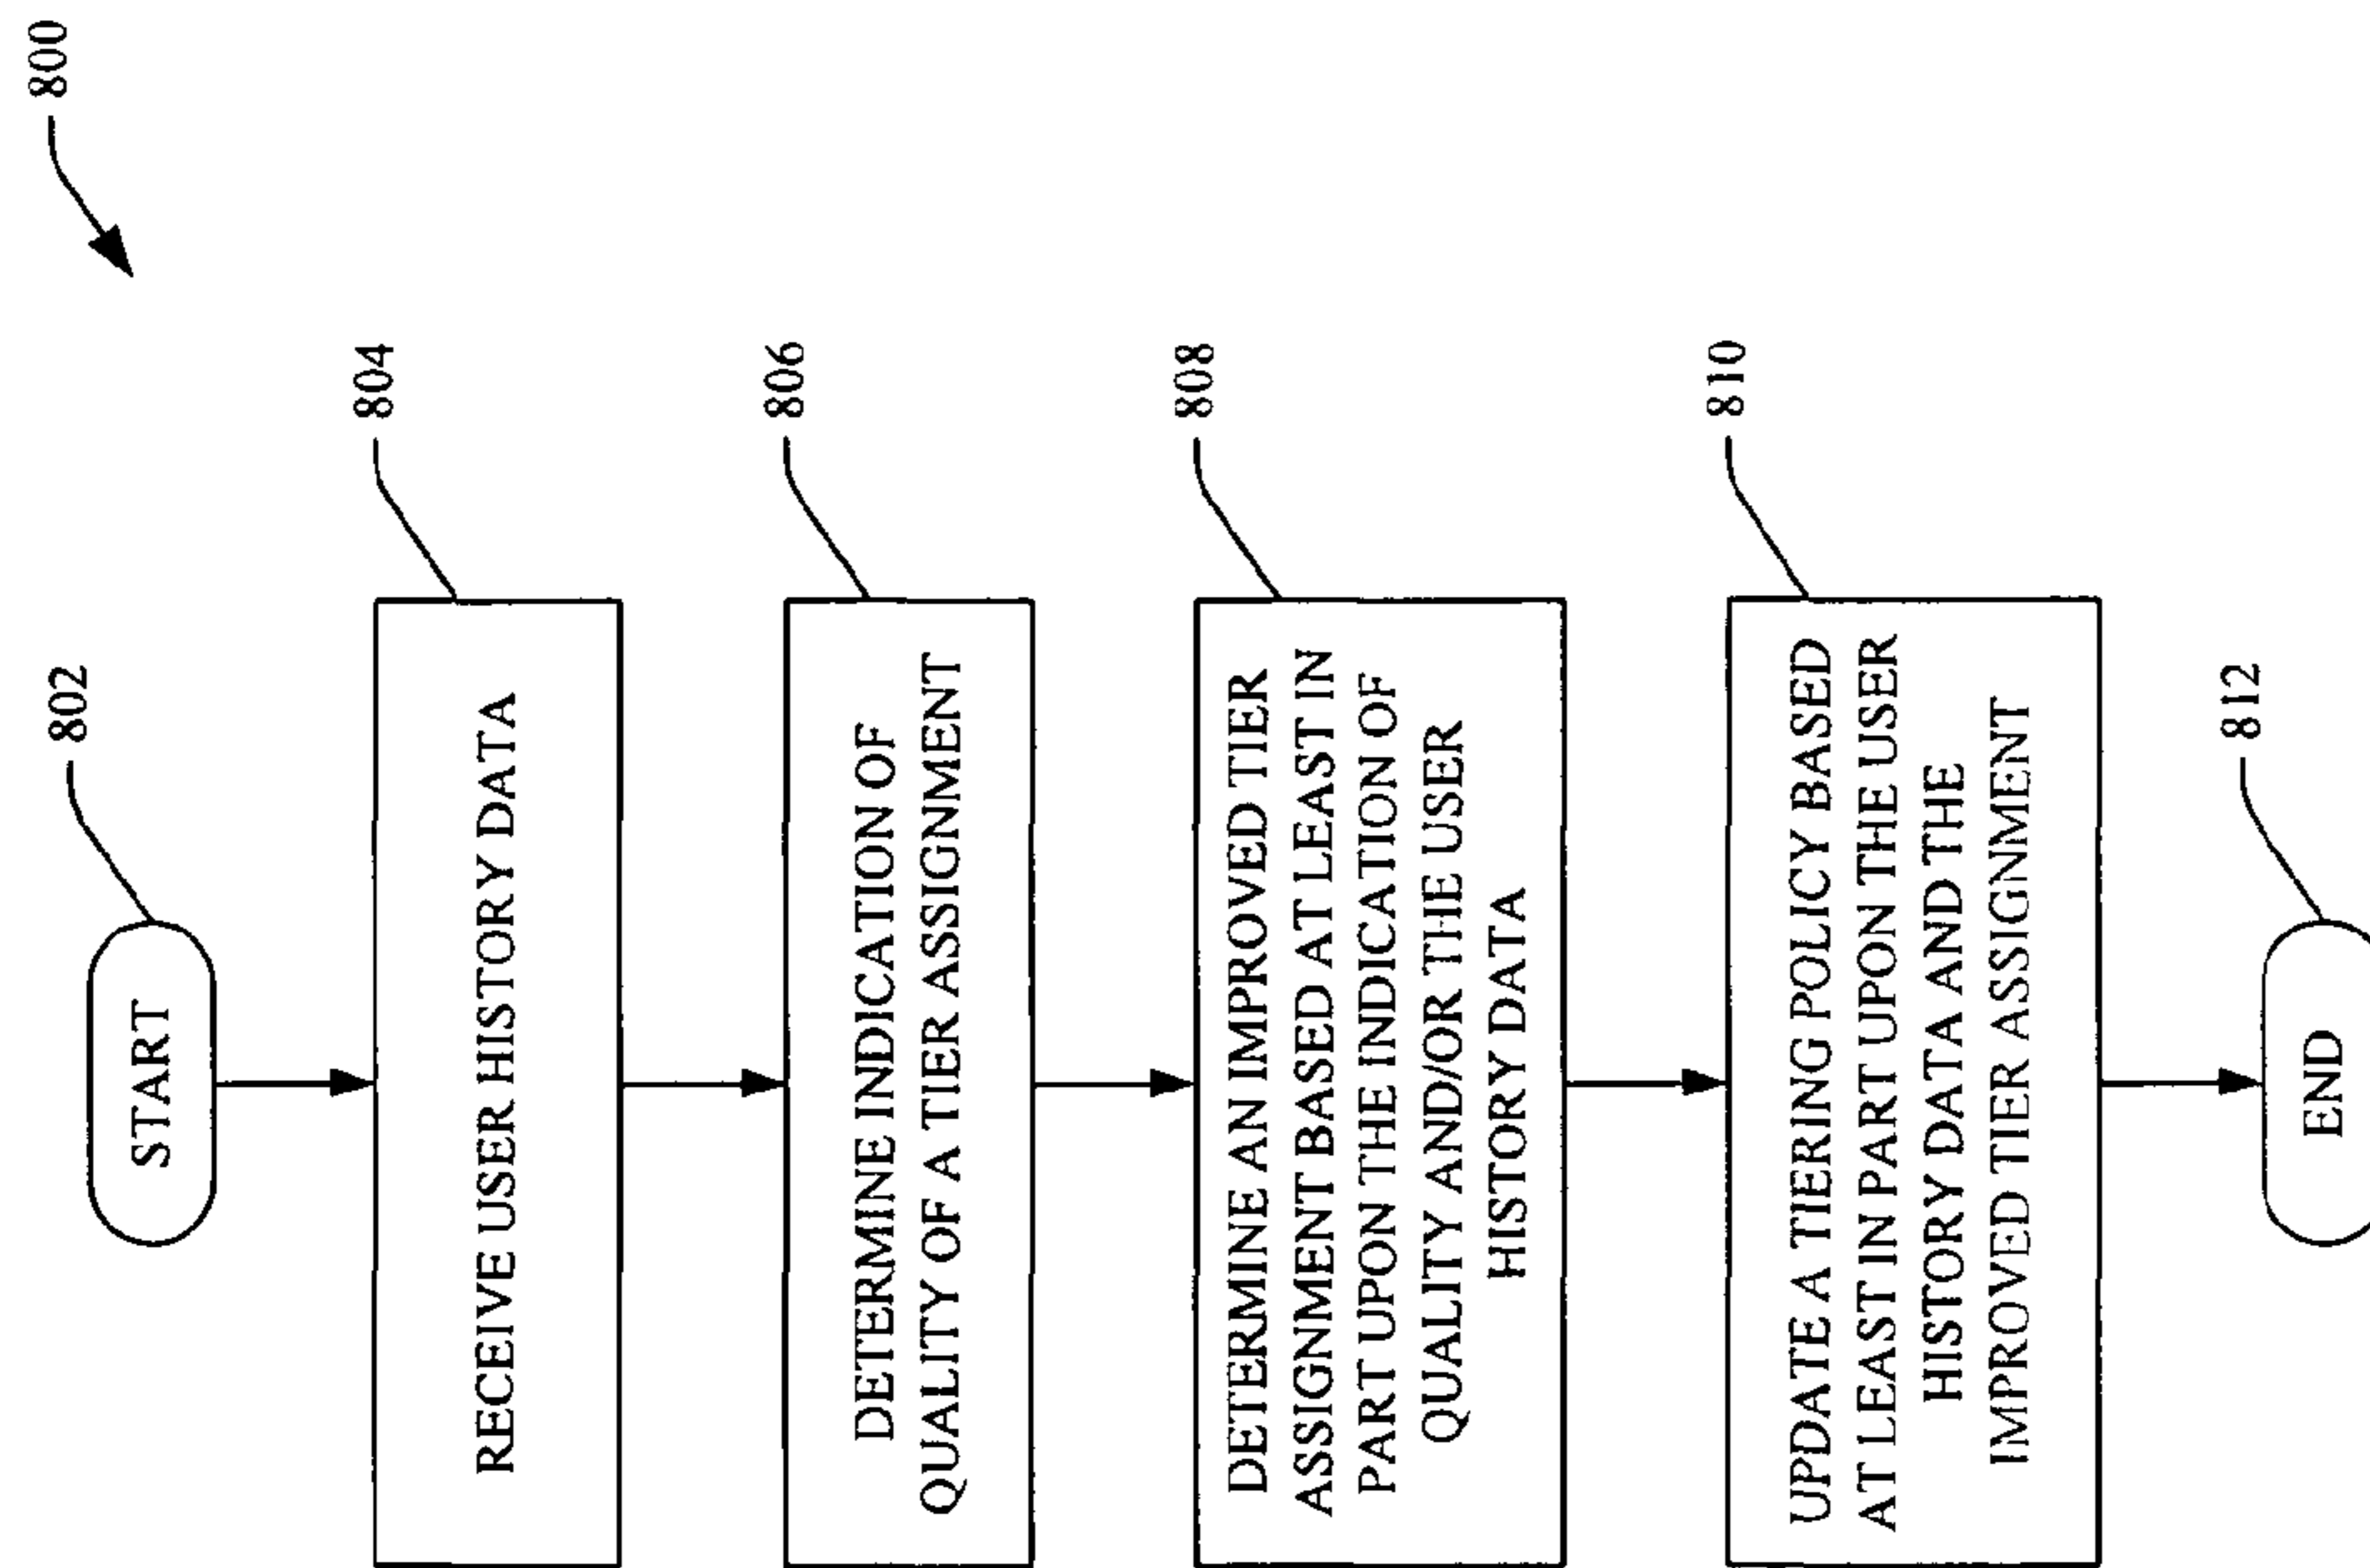 800
802
START
804
RECEIVE USER HISTORY DATA
806
DETERMINE INDICATION OF
QUALITY OF A TIER ASSIGNMENT
808
DETERMINE AN IMPROVED TIER
ASSIGNMENT BASED AT LEAST IN
PART UPON THE INDICATION OF
QUALITY AND/OR THE USER
HISTORY DATA
810
UPDATE A TIERING POLICY BASED
AT LEAST IN PART UPON THE USER
HISTORY DATA AND THE
IMPROVED TIER ASSIGNMENT
812
END